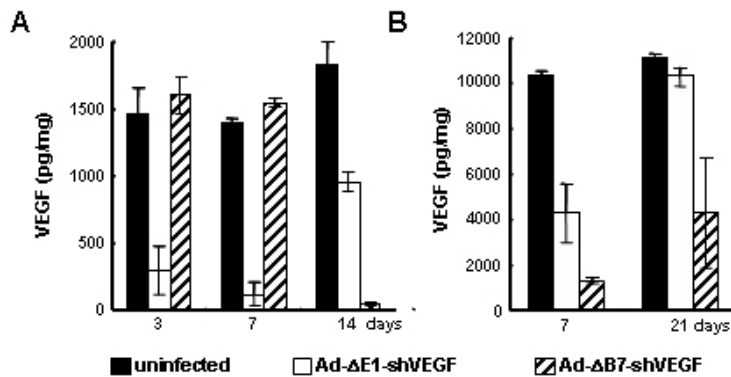 A
VEGF (pg/mg)
2000
1500
1000
500
0
3
7
14 days
B
VEGF (pg/mg)
12000
10000
8000
6000
4000
2000
0
7
21 days
uninfected
Ad-ΔE1-shVEGF
Ad-ΔB7-shVEGF